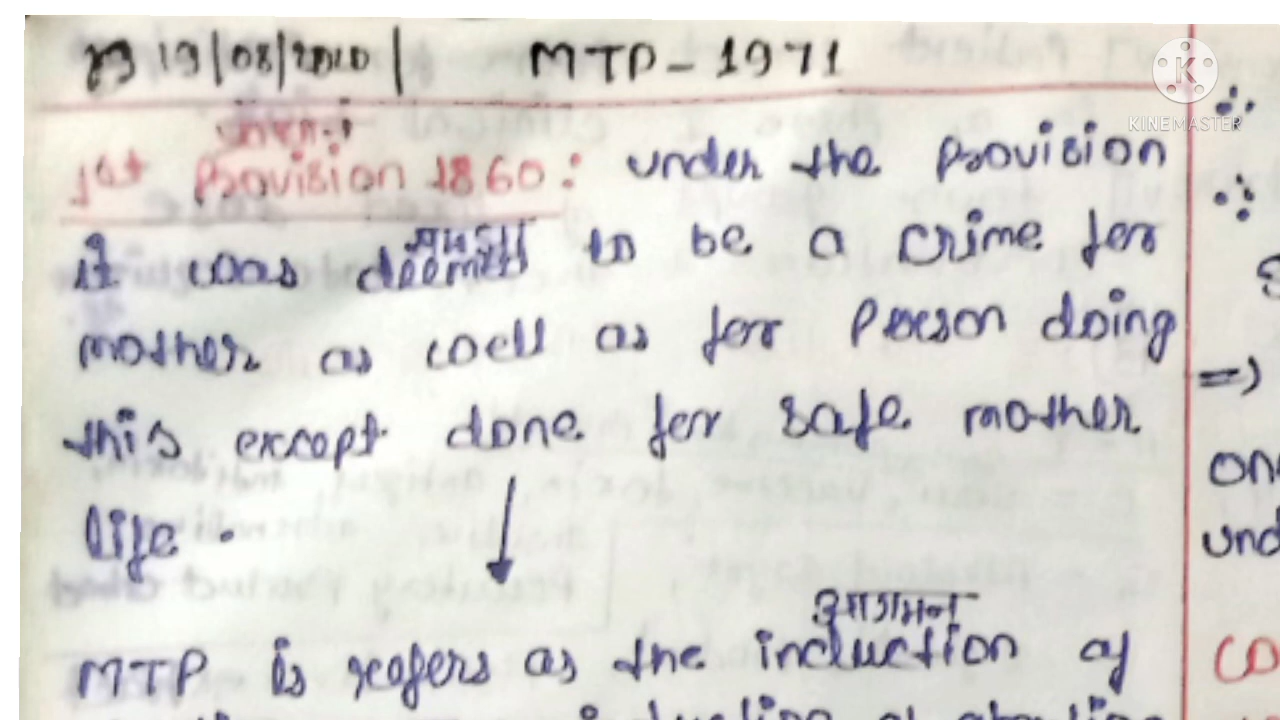 19/08/2020 | MTP - 1971
1st Provision 1860: under the provision
it was deemed समझना to be a crime for
mother as well as for person doing
this except done for safe mother
life.
MTP is refers as the induction of
=)
KINEMASTER